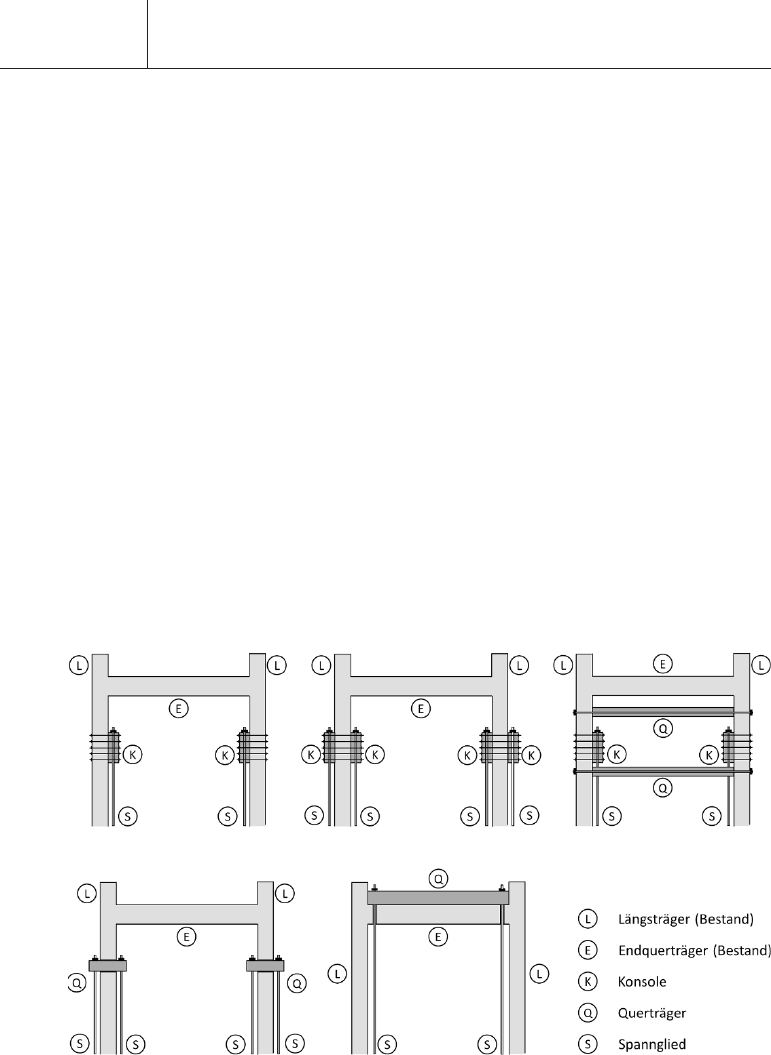 L L L L L E L
E E
K K K K K K K K
Q
Q
S S S S S S S S
L L Q
E E
Q Q L L
S S S S S S
L Längsträger (Bestand)
E Endquerträger (Bestand)
K Konsole
Q Querträger
S Spannglied